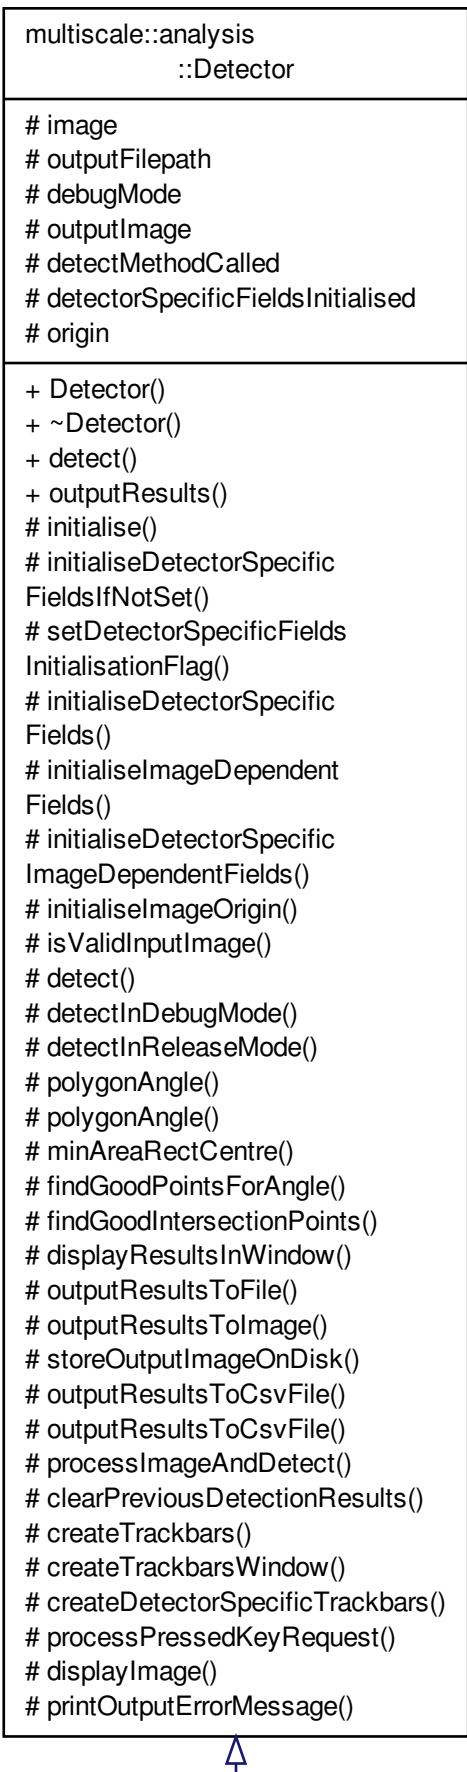 multiscale::analysis
::Detector
# image
# outputFilepath
# debugMode
# outputImage
# detectMethodCalled
# detectorSpecificFieldsInitialised
# origin
+ Detector()
+ ~Detector()
+ detect()
+ outputResults()
# initialise()
# initialiseDetectorSpecific
FieldsIfNotSet()
# setDetectorSpecificFields
InitialisationFlag()
# initialiseDetectorSpecific
Fields()
# initialiseImageDependent
Fields()
# initialiseDetectorSpecific
ImageDependentFields()
# initialiseImageOrigin()
# isValidInputImage()
# detect()
# detectInDebugMode()
# detectInReleaseMode()
# polygonAngle()
# polygonAngle()
# minAreaRectCentre()
# findGoodPointsForAngle()
# findGoodIntersectionPoints()
# displayResultsInWindow()
# outputResultsToFile()
# outputResultsToImage()
# storeOutputImageOnDisk()
# outputResultsToCsvFile()
# outputResultsToCsvFile()
# processImageAndDetect()
# clearPreviousDetectionResults()
# createTrackbars()
# createTrackbarsWindow()
# createDetectorSpecificTrackbars()
# processPressedKeyRequest()
# displayImage()
# printOutputErrorMessage()